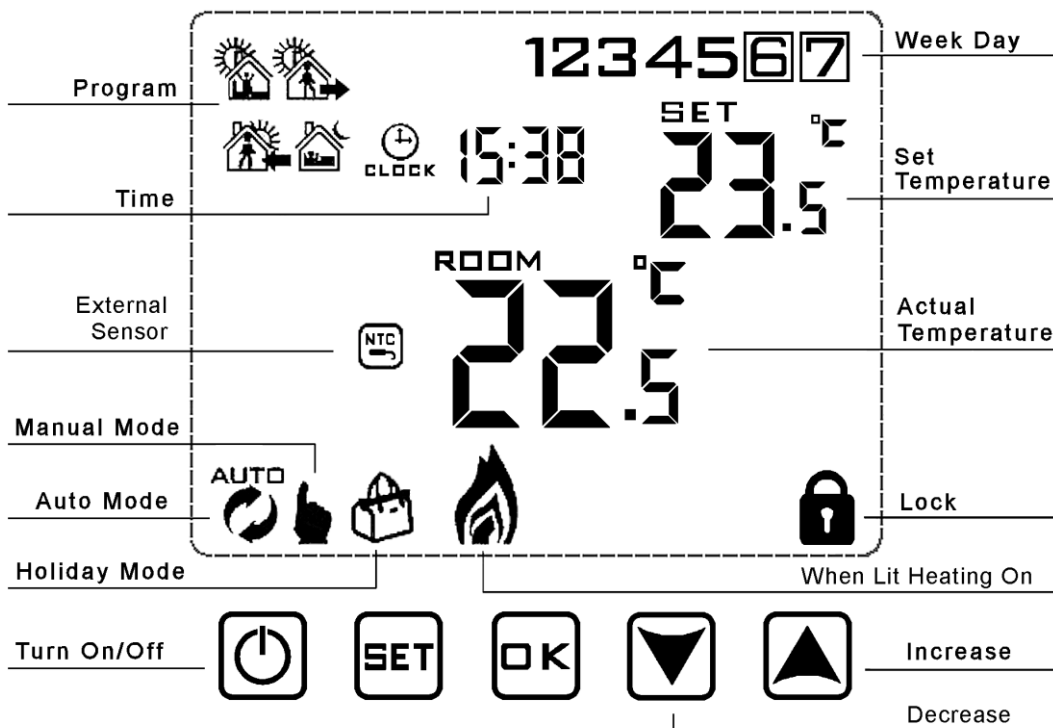 1234567
Week Day
Program
SET
°C
CLOCK
15:38
23.5
Set
Temperature
Time
ROOM
°C
External
Sensor
NTC
22.5
Actual
Temperature
Manual Mode
AUTO
Auto Mode
Lock
Holiday Mode
When Lit Heating On
Turn On/Off
SET
OK
Increase
Decrease